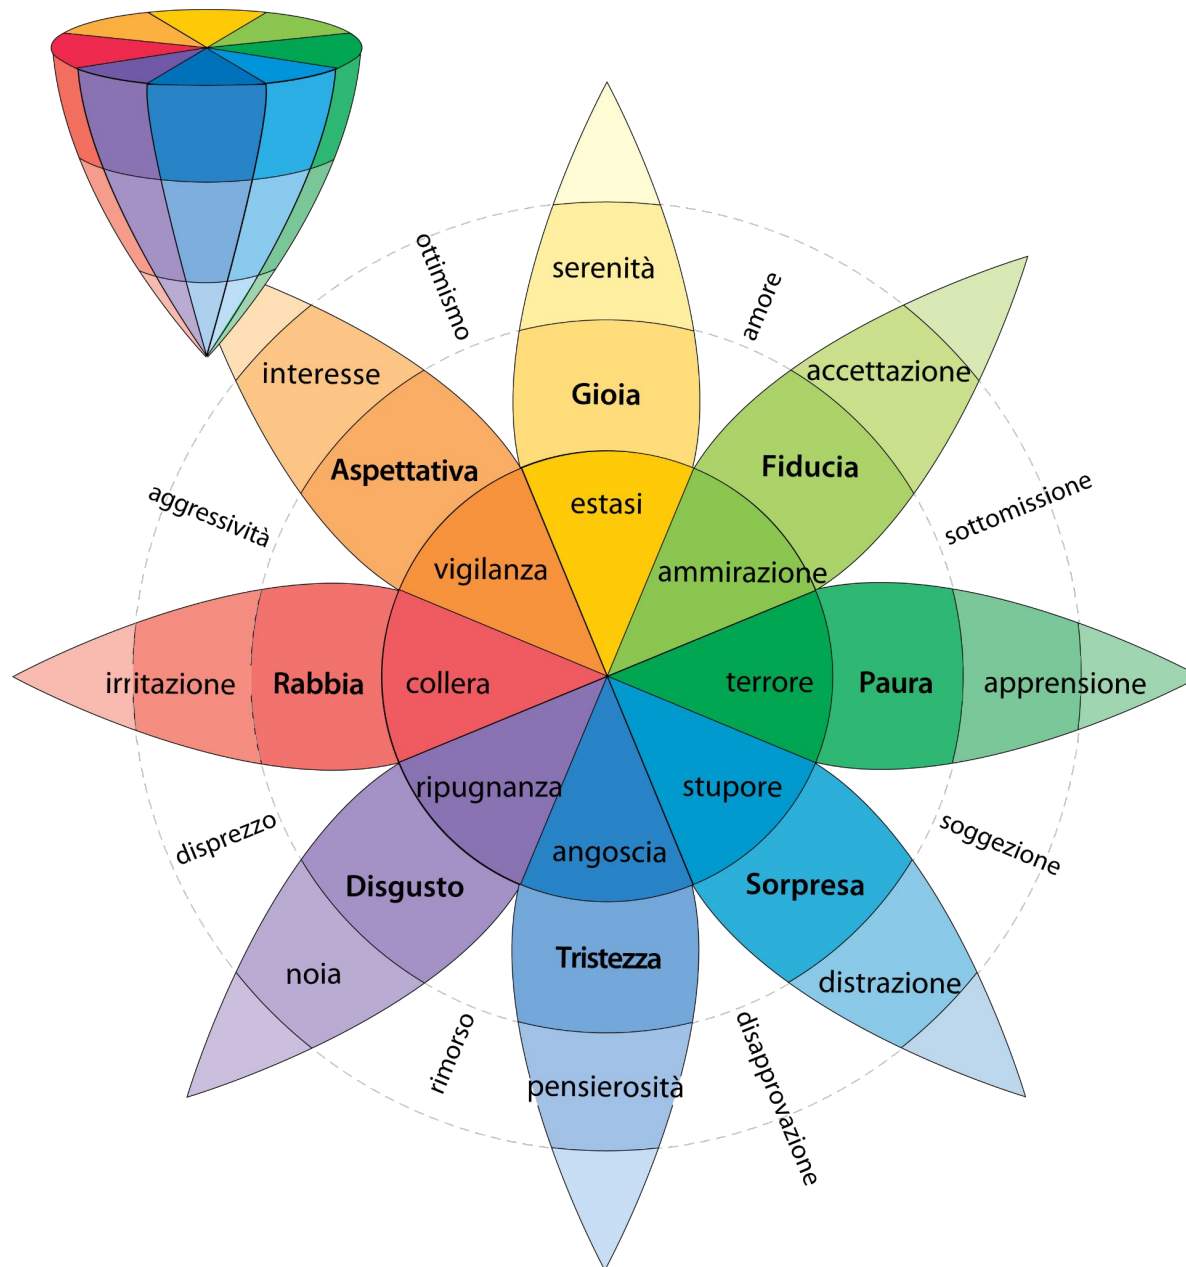 ottimismo
serenità
amore
interesse
accettazione
Gioia
Aspettativa
Fiducia
aggressività
estasi
sottomissione
vigilanza
ammirazione
irritazione
Rabbia
collera
terrore
Paura
apprensione
ripugnanza
stupore
disprezzo
angoscia
soggezione
Disgusto
Sorpresa
noia
Tristezza
distrazione
rimorso
pensierosità
disapprovazione